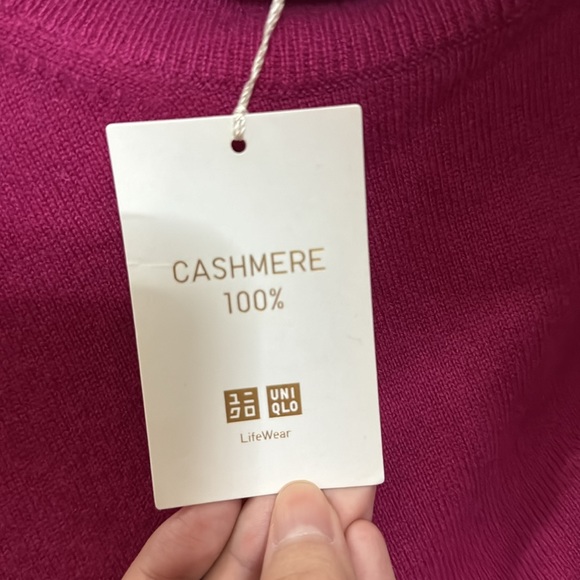 CASHMERE
100%
ユニ UNI
クロ QLO
LifeWear